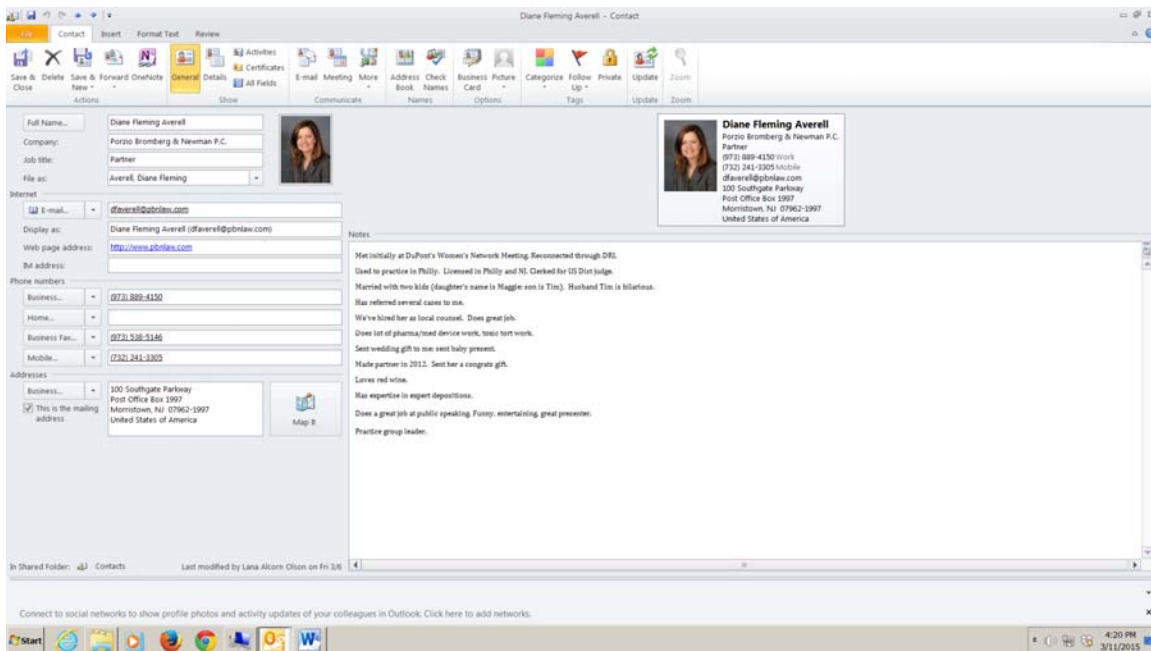 Diane Fleming Averell - Contact
File Contact Insert Format Text Review
Save & Close Delete Save & New Forward OneNote General Details Activities Certificates All Fields E-mail Meeting More Address Book Check Names Business Card Picture Categorize Follow Up Private Update Zoom
Actions Show Communicate Names Options Tags Update Zoom
Full Name... Diane Fleming Averell
Company: Porzio Bromberg & Newman P.C.
Job title: Partner
File as: Averell, Diane Fleming
Internet
E-mail... dfaverell@pbnlaw.com
Display as: Diane Fleming Averell (dfaverell@pbnlaw.com)
Web page address: http://www.pbnlaw.com
IM address:
Phone numbers
Business... (973) 889-4150
Home...
Business Fax... (973) 538-5146
Mobile... (732) 241-3305
Addresses
Business... 100 Southgate Parkway
Post Office Box 1997
Morristown, NJ 07962-1997
United States of America
This is the mailing address
Map It
Diane Fleming Averell
Porzio Bromberg & Newman P.C.
Partner
(973) 889-4150 Work
(732) 241-3305 Mobile
dfaverell@pbnlaw.com
100 Southgate Parkway
Post Office Box 1997
Morristown, NJ 07962-1997
United States of America
Notes
Met initially at DuPont's Women's Network Meeting. Reconnected through DRI.
Used to practice in Philly. Licensed in Philly and NJ. Clerked for US Dist judge.
Married with two kids (daughter's name is Maggie; son is Tim). Husband Tim is hilarious.
Has referred several cases to me.
We've hired her as local counsel. Does great job.
Does lot of pharma/med device work, toxic tort work.
Sent wedding gift to me; sent baby present.
Made partner in 2012. Sent her a congrats gift.
Loves red wine.
Has expertise in expert depositions.
Does a great job at public speaking. Funny, entertaining, great presenter.
Practice group leader.
In Shared Folder: Contacts Last modified by Lana Alcorn Olson on Fri 3/6
Connect to social networks to show profile photos and activity updates of your colleagues in Outlook. Click here to add networks.
Start
4:20 PM
3/11/2015